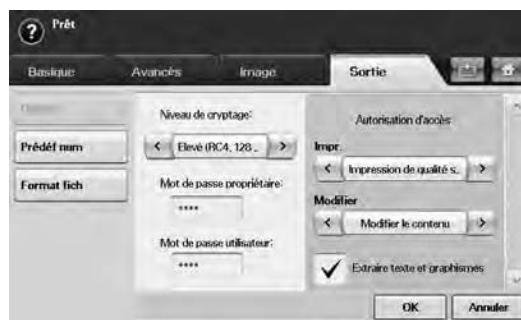 Prêt
Basique Avancés Image Sortie
Niveau de cryptage:
Elevé (RC4, 128 ..
Mot de passe propriétaire:
****
Mot de passe utilisateur:
****
Autorisation d'accès
Impr.
Impression de qualité s..
Modifier
Modifier le contenu
Extraire texte et graphismes
Prédéf num
Format fich
OK Annuler